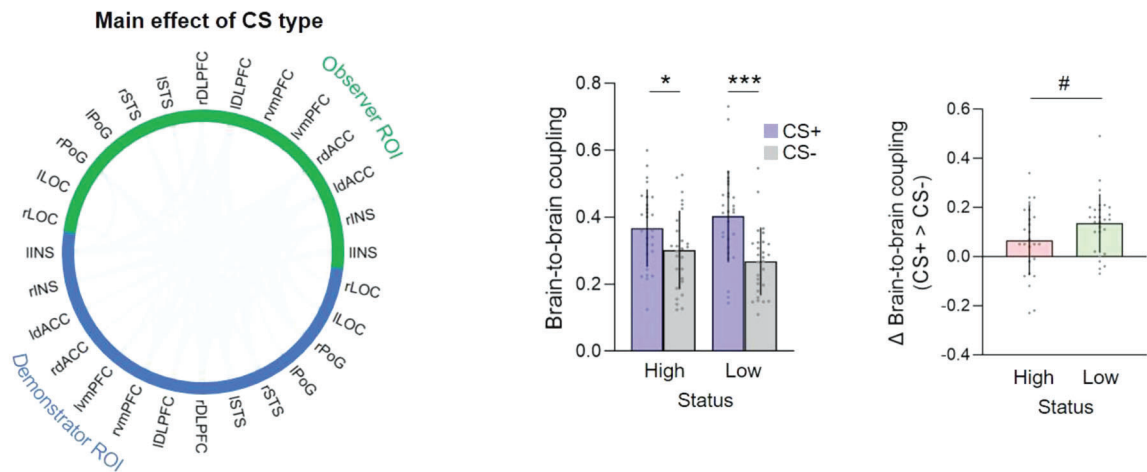 Main effect of CS type
Observer ROI
rDLPFC
lDLPFC
rvmPFC
lvmPFC
rdACC
ldACC
rINS
lINS
rLOC
lLOC
rPoG
lPoG
rSTS
lSTS
rDLPFC
lDLPFC
rvmPFC
lvmPFC
rdACC
ldACC
rINS
lINS
rLOC
lLOC
rPoG
lPoG
rSTS
lSTS
Demonstrator ROI
Brain-to-brain coupling
0.8
0.6
0.4
0.2
0.0
* ***
CS+
CS-
High Low
Status
Δ Brain-to-brain coupling
(CS+ > CS-)
0.6
0.4
0.2
0.0
-0.2
-0.4
#
High Low
Status